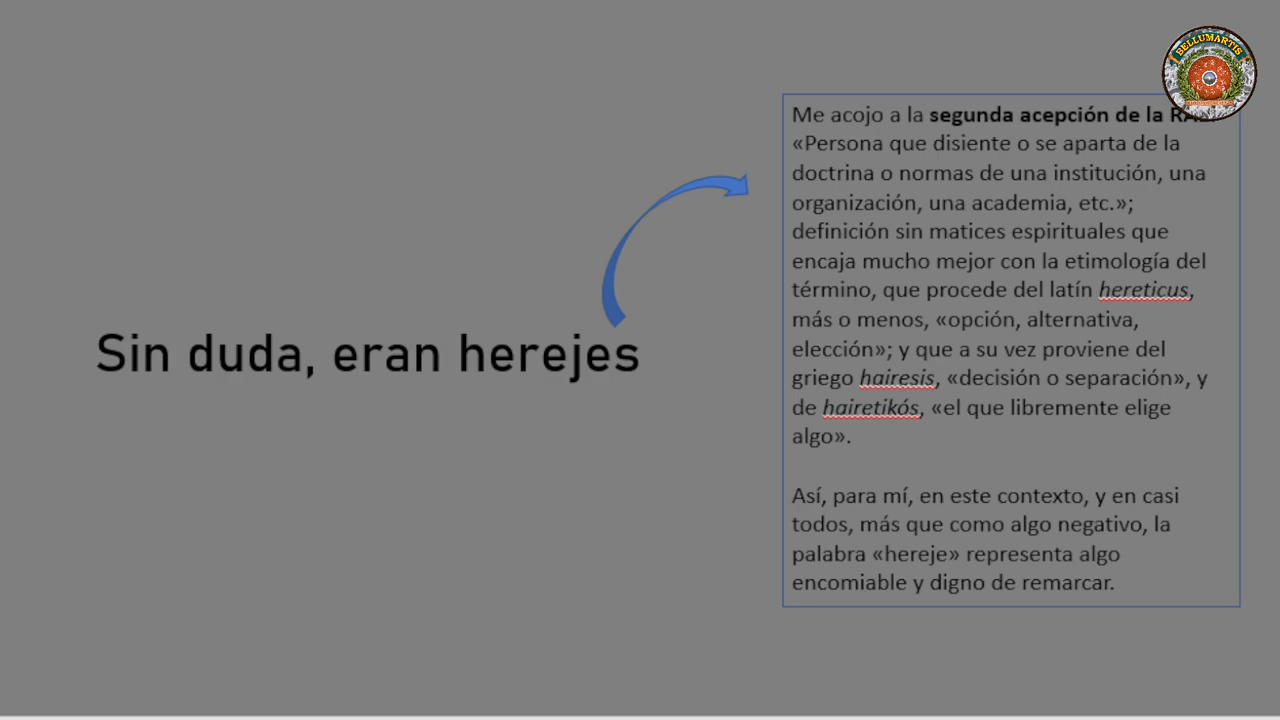 BELLUMARTIS
Me acojo a la segunda acepción de la
«Persona que disiente o se aparta de la
doctrina o normas de una institución, una
organización, una academia, etc.»;
definición sin matices espirituales que
encaja mucho mejor con la etimología del
término, que procede del latín hereticus,
más o menos, «opción, alternativa,
elección»; y que a su vez proviene del
griego hairesis, «decisión o separación», y
de hairetikós, «el que libremente elige
algo».
Así, para mí, en este contexto, y en casi
todos, más que como algo negativo, la
palabra «hereje» representa algo
encomiable y digno de remarcar.
Sin duda, eran herejes